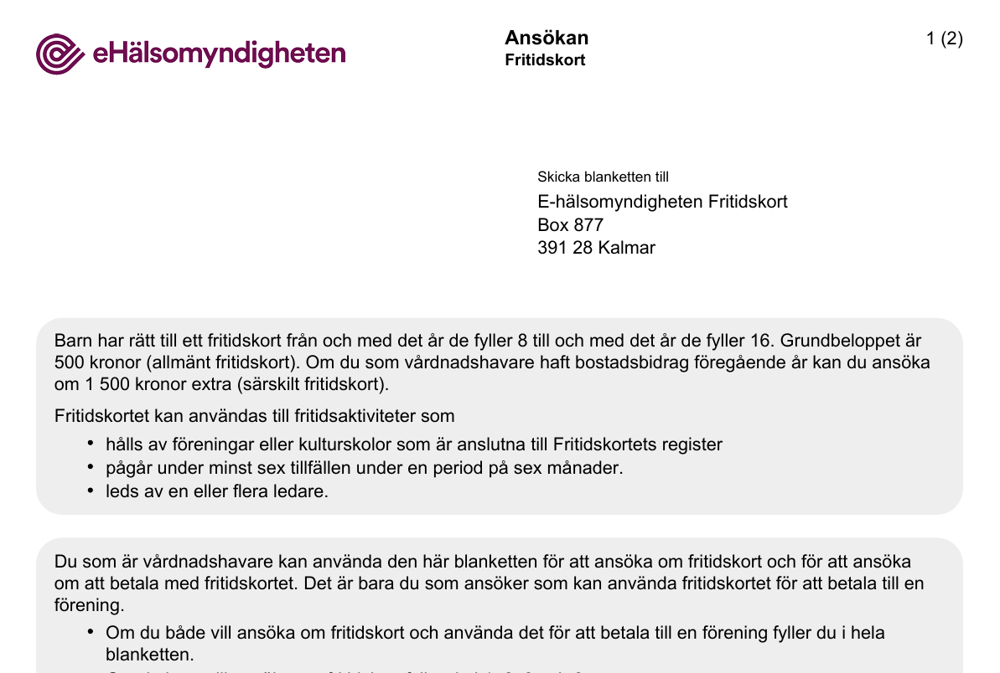 eHälsomyndigheten
Ansökan
Fritidskort
1 (2)
Skicka blanketten till
E-hälsomyndigheten Fritidskort
Box 877
391 28 Kalmar
Barn har rätt till ett fritidskort från och med det år de fyller 8 till och med det år de fyller 16. Grundbeloppet är
500 kronor (allmänt fritidskort). Om du som vårdnadshavare haft bostadsbidrag föregående år kan du ansöka
om 1 500 kronor extra (särskilt fritidskort).
Fritidskortet kan användas till fritidsaktiviteter som
• hålls av föreningar eller kulturskolor som är anslutna till Fritidskortets register
• pågår under minst sex tillfällen under en period på sex månader.
• leds av en eller flera ledare.
Du som är vårdnadshavare kan använda den här blanketten för att ansöka om fritidskort och för att ansöka
om att betala med fritidskortet. Det är bara du som ansöker som kan använda fritidskortet för att betala till en
förening.
• Om du både vill ansöka om fritidskort och använda det för att betala till en förening fyller du i hela
blanketten.